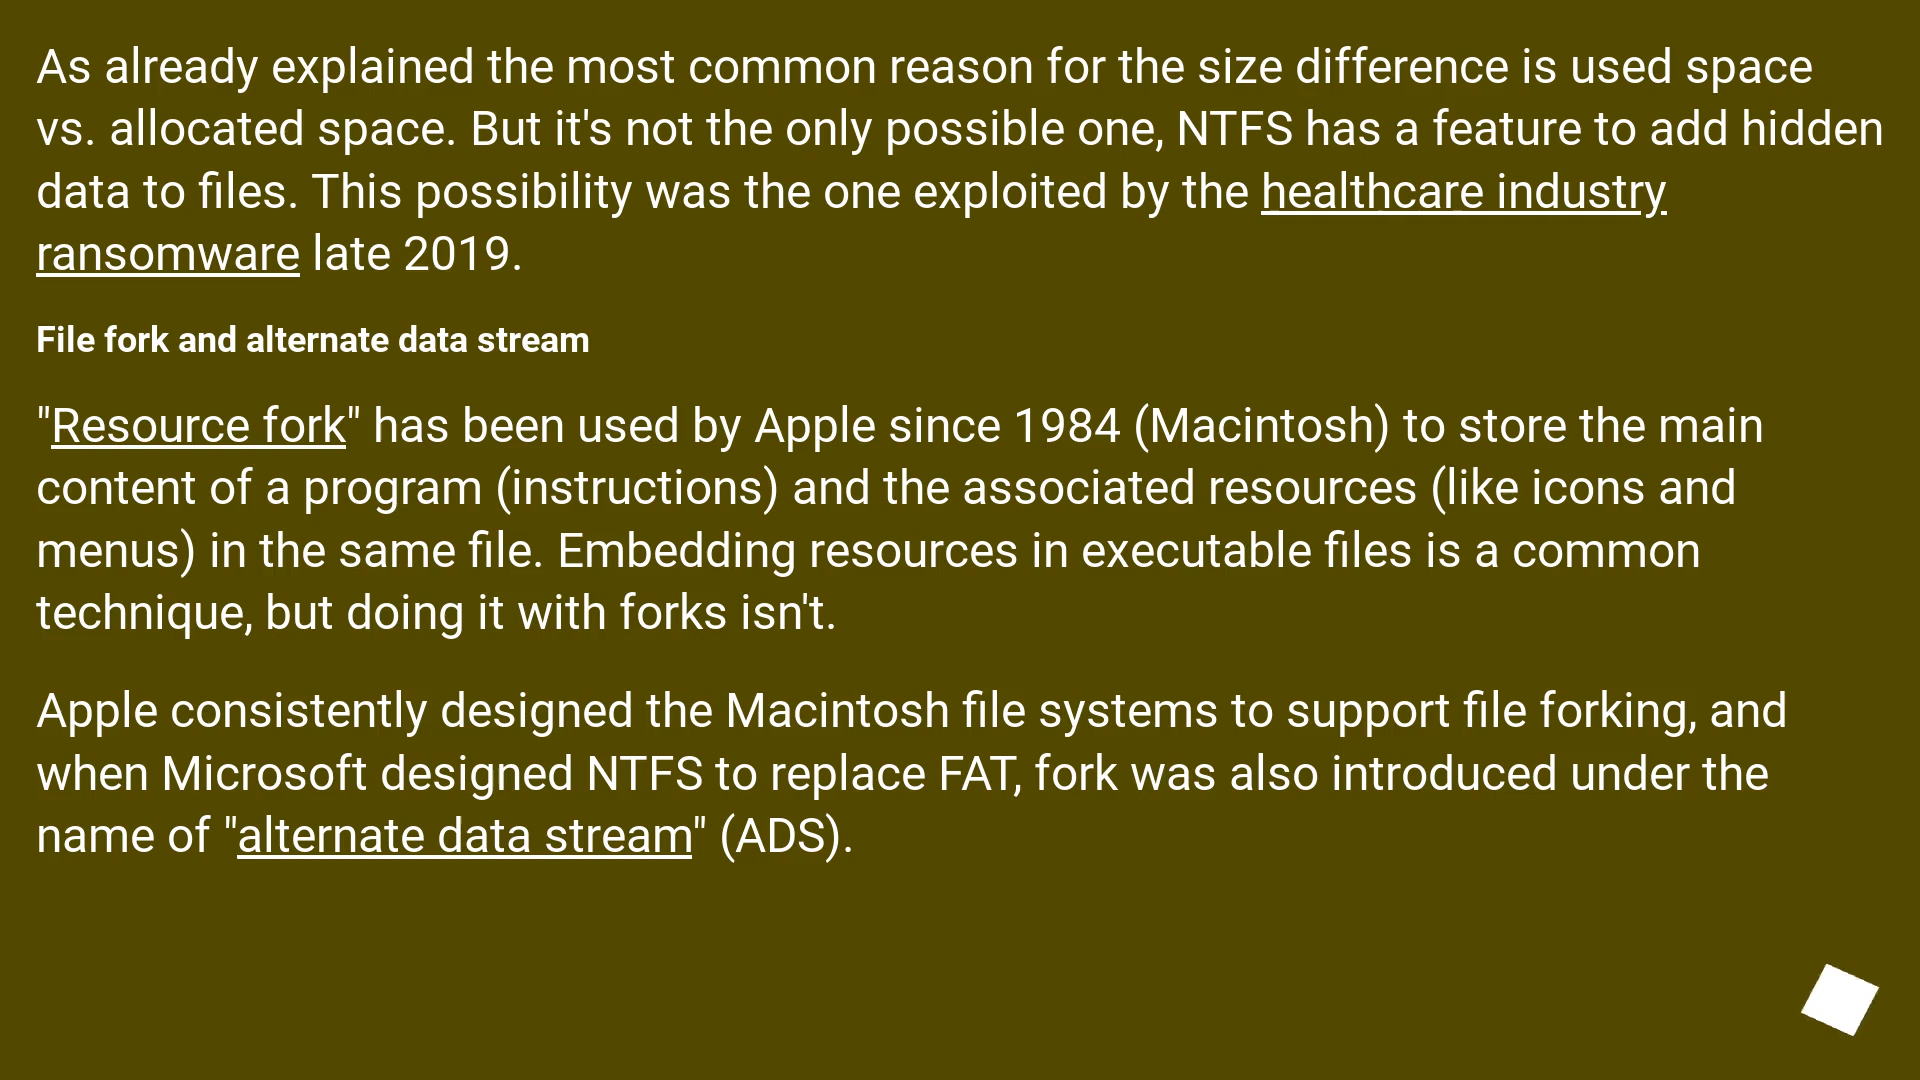 As already explained the most common reason for the size difference is used space
vs. allocated space. But it's not the only possible one, NTFS has a feature to add hidden
data to files. This possibility was the one exploited by the healthcare industry
ransomware late 2019.
File fork and alternate data stream
"Resource fork" has been used by Apple since 1984 (Macintosh) to store the main
content of a program (instructions) and the associated resources (like icons and
menus) in the same file. Embedding resources in executable files is a common
technique, but doing it with forks isn't.
Apple consistently designed the Macintosh file systems to support file forking, and
when Microsoft designed NTFS to replace FAT, fork was also introduced under the
name of "alternate data stream" (ADS).